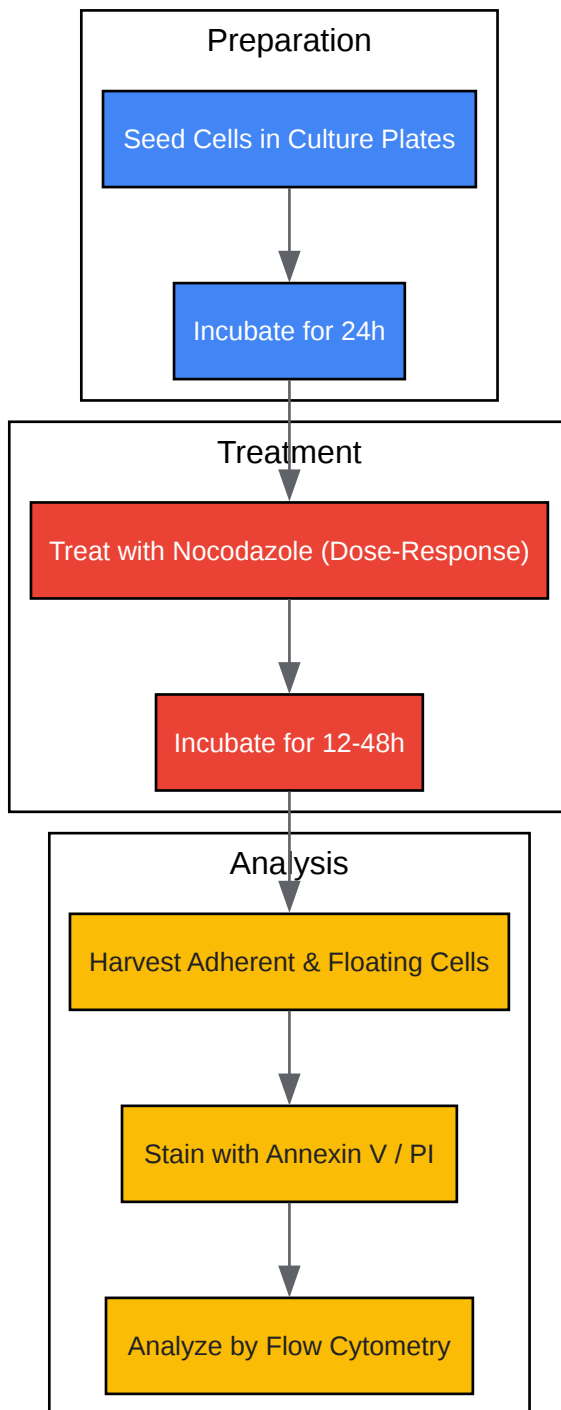 Preparation
Seed Cells in Culture Plates
Incubate for 24h
Treatment
Treat with Nocodazole (Dose-Response)
Incubate for 12-48h
Analysis
Harvest Adherent & Floating Cells
Stain with Annexin V / PI
Analyze by Flow Cytometry